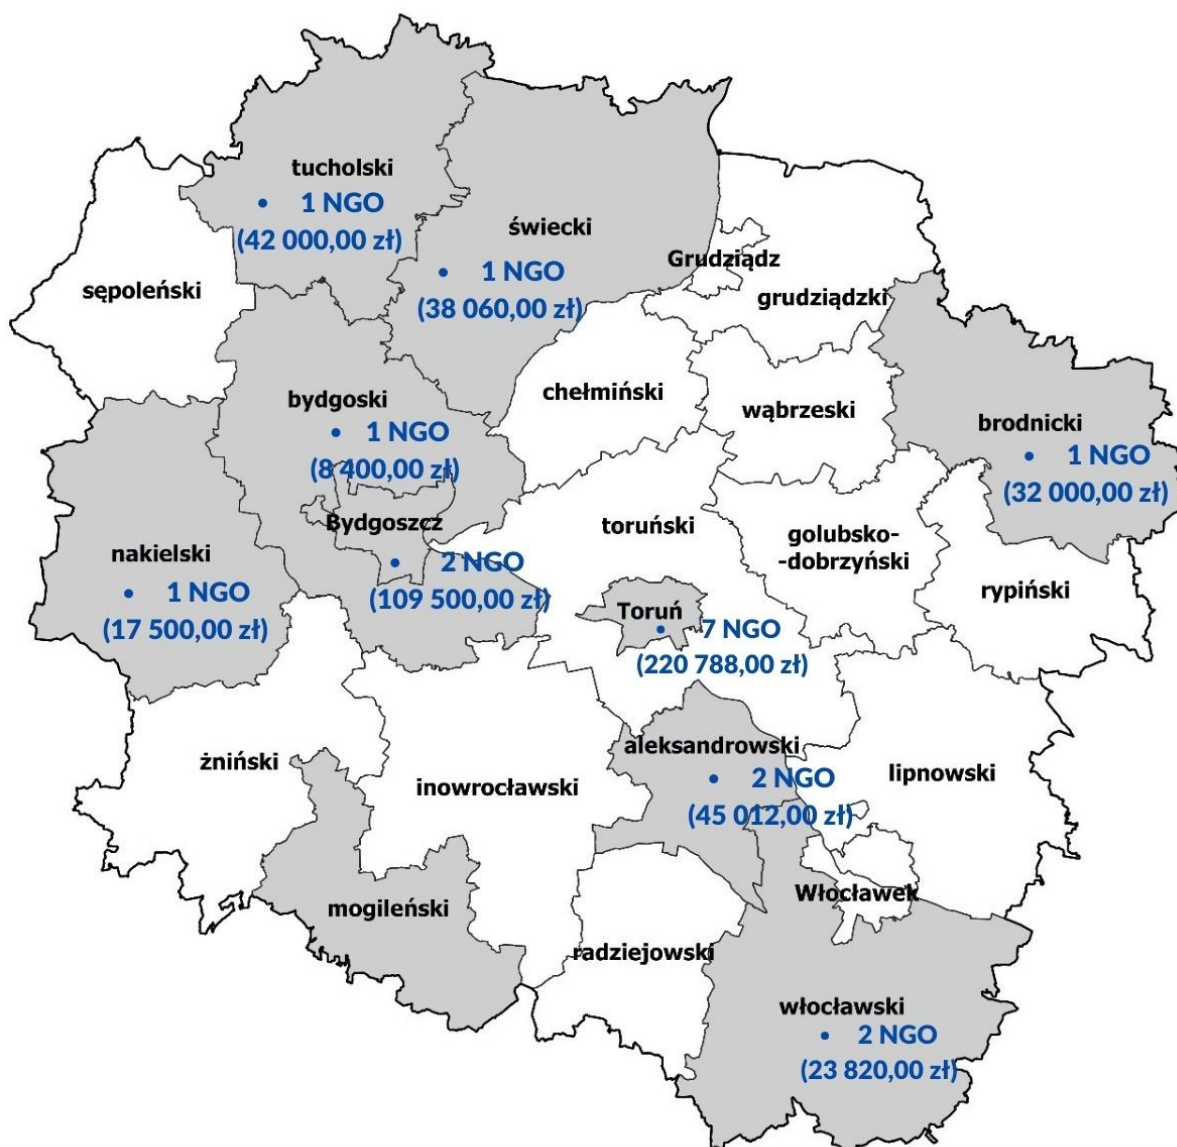 tucholski
• 1 NGO
(42 000,00 zł)
świecki
• 1 NGO
(38 060,00 zł)
sępoleński
Grudziądz
grudziądzki
bydgoski
• 1 NGO
(8 400,00 zł)
chełmiński
wąbrzeski
brodnicki
• 1 NGO
(32 000,00 zł)
Bydgoszcz
• 2 NGO
(109 500,00 zł)
toruński
golubsko-
-dobrzyński
nakielski
• 1 NGO
(17 500,00 zł)
rypiński
Toruń
• 7 NGO
(220 788,00 zł)
aleksandrowski
• 2 NGO
(45 012,00 zł)
żniński
inowrocławski
lipnowski
Włocławek
mogileński
radziejowski
włocławski
• 2 NGO
(23 820,00 zł)